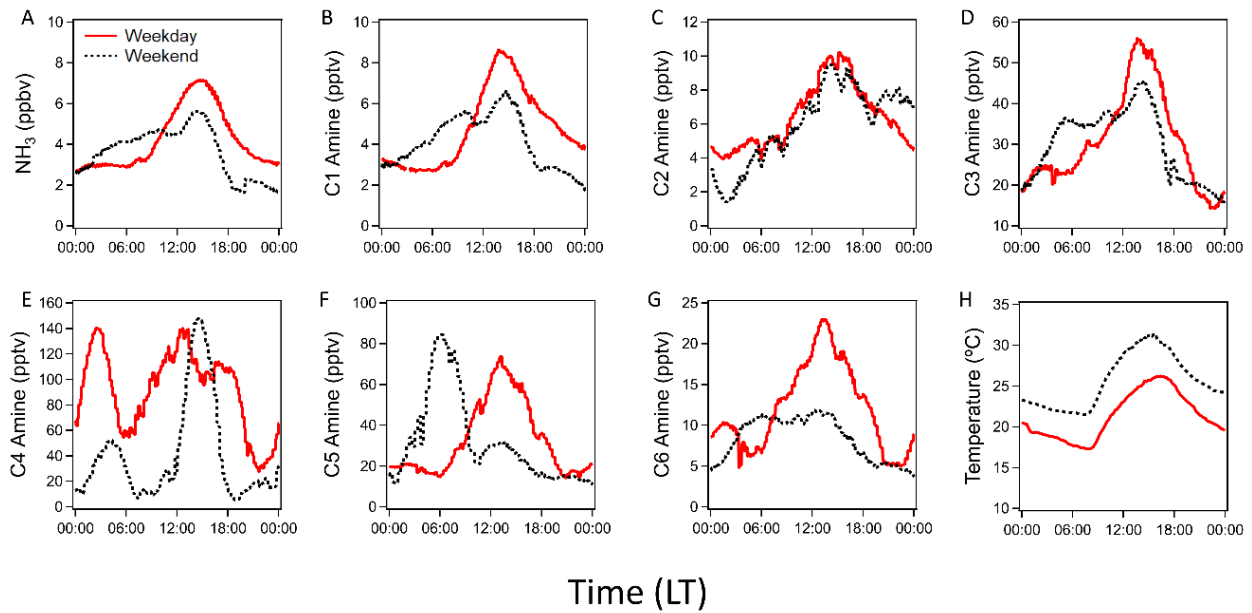 A
NH3 (ppbv)
10
8
6
4
2
0
Weekday
Weekend
00:00 06:00 12:00 18:00 00:00
B
C1 Amine (pptv)
10
8
6
4
2
0
00:00 06:00 12:00 18:00 00:00
C
C2 Amine (pptv)
12
10
8
6
4
2
0
00:00 06:00 12:00 18:00 00:00
D
C3 Amine (pptv)
60
50
40
30
20
10
00:00 06:00 12:00 18:00 00:00
E
C4 Amine (pptv)
160
140
120
100
80
60
40
20
0
00:00 06:00 12:00 18:00 00:00
F
C5 Amine (pptv)
100
80
60
40
20
0
00:00 06:00 12:00 18:00 00:00
G
C6 Amine (pptv)
25
20
15
10
5
0
00:00 06:00 12:00 18:00 00:00
H
Temperature (ºC)
35
30
25
20
15
10
00:00 06:00 12:00 18:00 00:00
Time (LT)